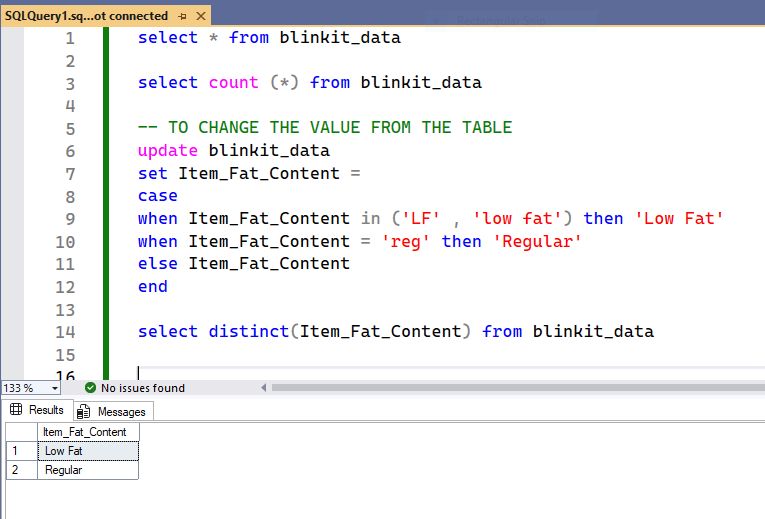 SQLQuery1.sq...ot connected
1 select * from blinkit_data
2
3 select count (*) from blinkit_data
4
5 -- TO CHANGE THE VALUE FROM THE TABLE
6 update blinkit_data
7 set Item_Fat_Content =
8 case
9 when Item_Fat_Content in ('LF' , 'low fat') then 'Low Fat'
10 when Item_Fat_Content = 'reg' then 'Regular'
11 else Item_Fat_Content
12 end
13
14 select distinct(Item_Fat_Content) from blinkit_data
15
16
133 % No issues found
Results Messages
Item_Fat_Content
1 Low Fat
2 Regular